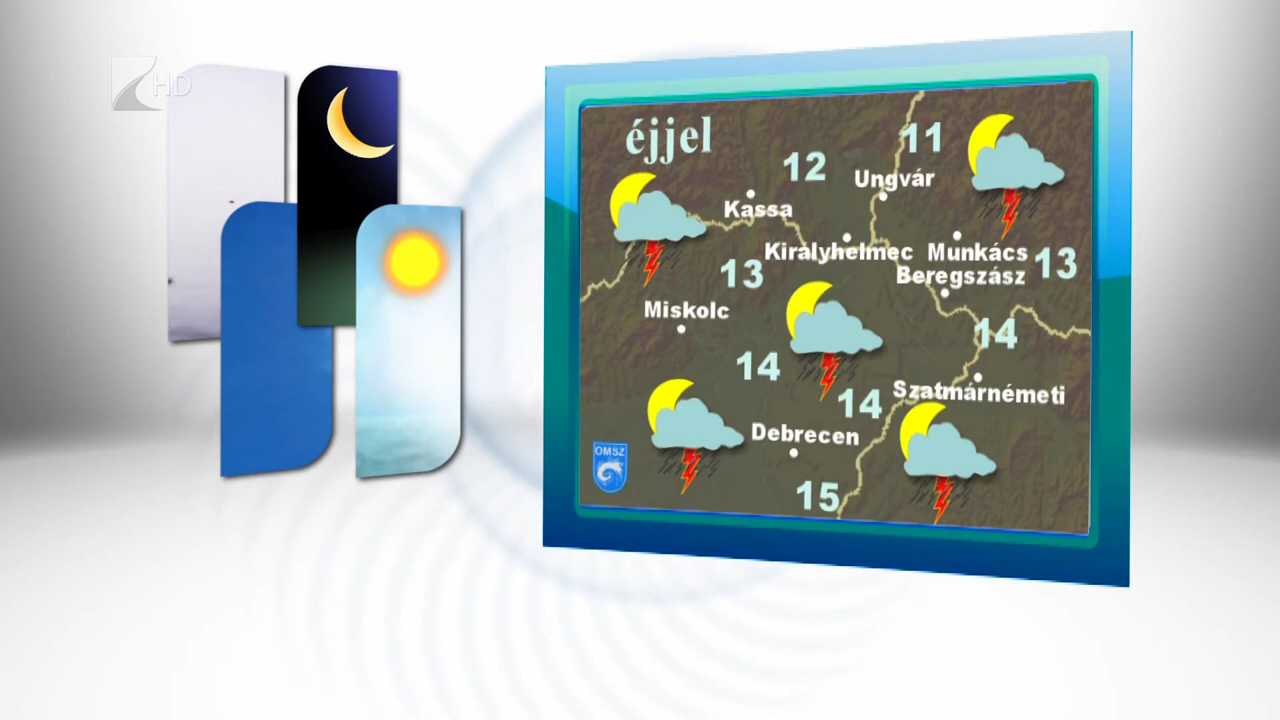 HD
éjjel
11
12
Ungvár
Kassa
Királyhelmec
Munkács
13
13
Beregszász
Miskolc
14
14
Szatmárnémeti
14
Debrecen
OMSZ
15